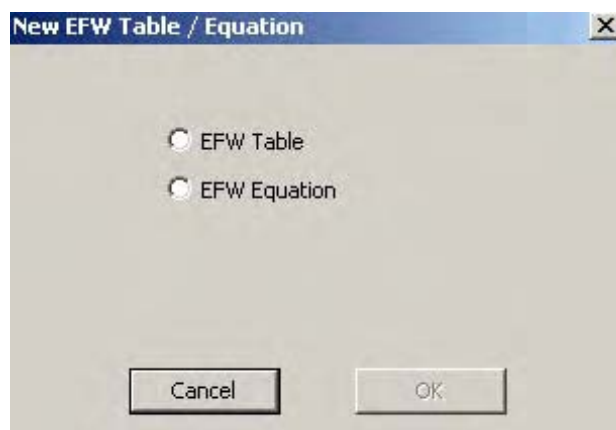 New EFW Table / Equation
EFW Table
EFW Equation
Cancel
OK